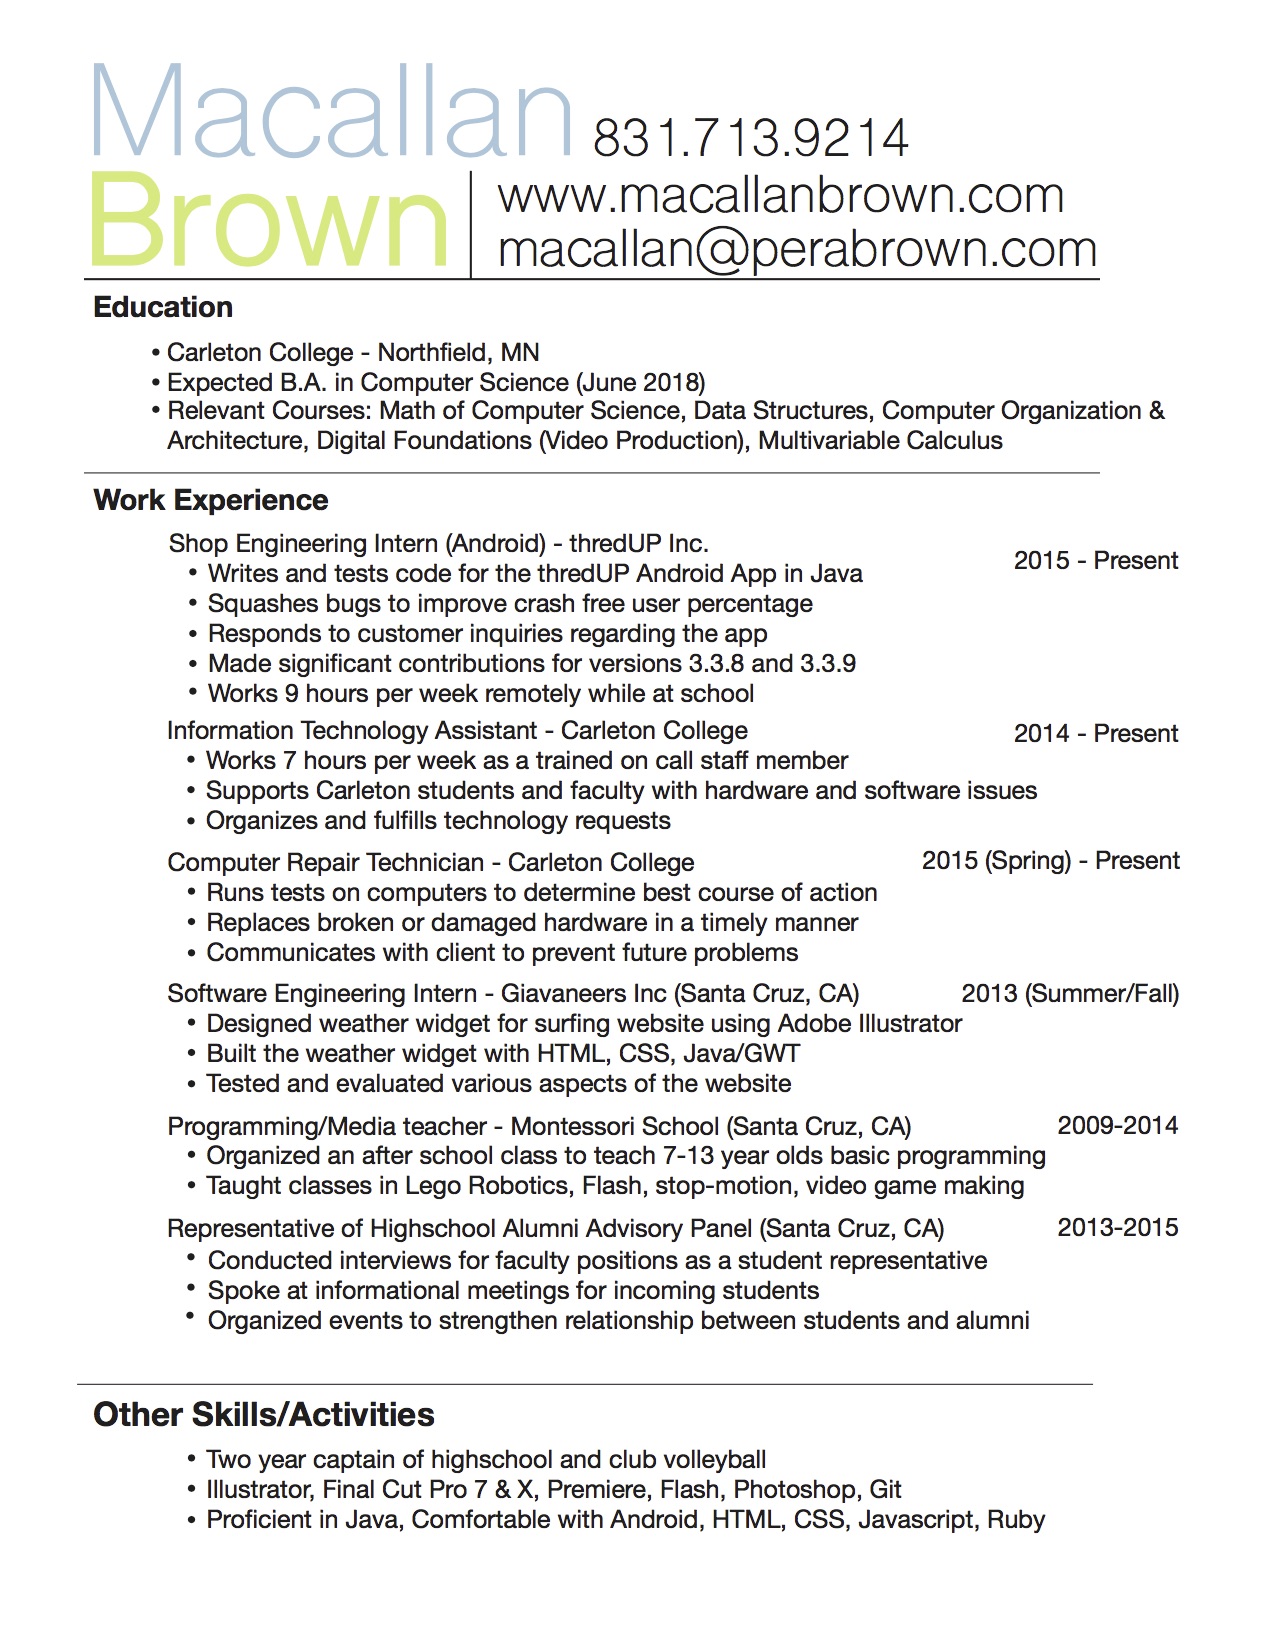 Macallan 831.713.9214
Brown www.macallanbrown.com
macallan@perabrown.com
Education
• Carleton College - Northfield, MN
• Expected B.A. in Computer Science (June 2018)
• Relevant Courses: Math of Computer Science, Data Structures, Computer Organization &
Architecture, Digital Foundations (Video Production), Multivariable Calculus
Work Experience
Shop Engineering Intern (Android) - thredUP Inc. 2015 - Present
• Writes and tests code for the thredUP Android App in Java
• Squashes bugs to improve crash free user percentage
• Responds to customer inquiries regarding the app
• Made significant contributions for versions 3.3.8 and 3.3.9
• Works 9 hours per week remotely while at school
Information Technology Assistant - Carleton College 2014 - Present
• Works 7 hours per week as a trained on call staff member
• Supports Carleton students and faculty with hardware and software issues
• Organizes and fulfills technology requests
Computer Repair Technician - Carleton College 2015 (Spring) - Present
• Runs tests on computers to determine best course of action
• Replaces broken or damaged hardware in a timely manner
• Communicates with client to prevent future problems
Software Engineering Intern - Giavaneers Inc (Santa Cruz, CA) 2013 (Summer/Fall)
• Designed weather widget for surfing website using Adobe Illustrator
• Built the weather widget with HTML, CSS, Java/GWT
• Tested and evaluated various aspects of the website
Programming/Media teacher - Montessori School (Santa Cruz, CA) 2009-2014
• Organized an after school class to teach 7-13 year olds basic programming
• Taught classes in Lego Robotics, Flash, stop-motion, video game making
Representative of Highschool Alumni Advisory Panel (Santa Cruz, CA) 2013-2015
• Conducted interviews for faculty positions as a student representative
• Spoke at informational meetings for incoming students
• Organized events to strengthen relationship between students and alumni
Other Skills/Activities
• Two year captain of highschool and club volleyball
• Illustrator, Final Cut Pro 7 & X, Premiere, Flash, Photoshop, Git
• Proficient in Java, Comfortable with Android, HTML, CSS, Javascript, Ruby